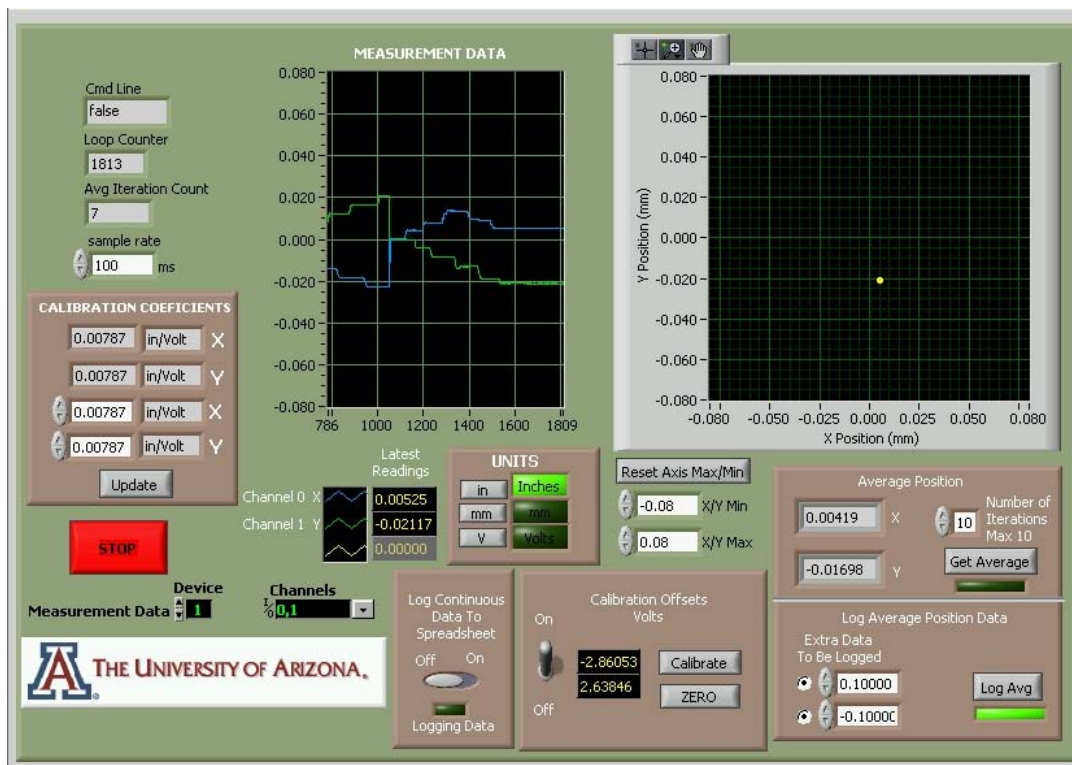 MEASUREMENT DATA
0.080
0.060
0.040
0.020
0.000
-0.020
-0.040
-0.060
-0.080
786 1000 1200 1400 1600 1809
Cmd Line
false
Loop Counter
1813
Avg Iteration Count
7
sample rate
100 ms
CALIBRATION COEFICIENTS
0.00787 in/Volt X
0.00787 in/Volt Y
0.00787 in/Volt X
0.00787 in/Volt Y
Update
STOP
Y Position (mm)
0.080
0.060
0.040
0.020
0.000
-0.020
-0.040
-0.060
-0.080
-0.080 -0.050 -0.025 0.000 0.025 0.050 0.080
X Position (mm)
Latest
Readings
Channel 0 X 0.00525
Channel 1 Y -0.02117
0.00000
UNITS
in Inches
mm mm
V Volts
Reset Axis Max/Min
-0.08 X/Y Min
0.08 X/Y Max
Average Position
0.00419 X
-0.01698 Y
10
Number of
Iterations
Max 10
Get Average
Measurement Data
Device
1
Channels
I/O 0,1
A
THE UNIVERSITY OF ARIZONA.
Log Continuous
Data To
Spreadsheet
Off On
Logging Data
Calibration Offsets
Volts
On
Off
-2.86053
2.63846
Calibrate
ZERO
Log Average Position Data
Extra Data
To Be Logged
0.10000
-0.1000C
Log Avg